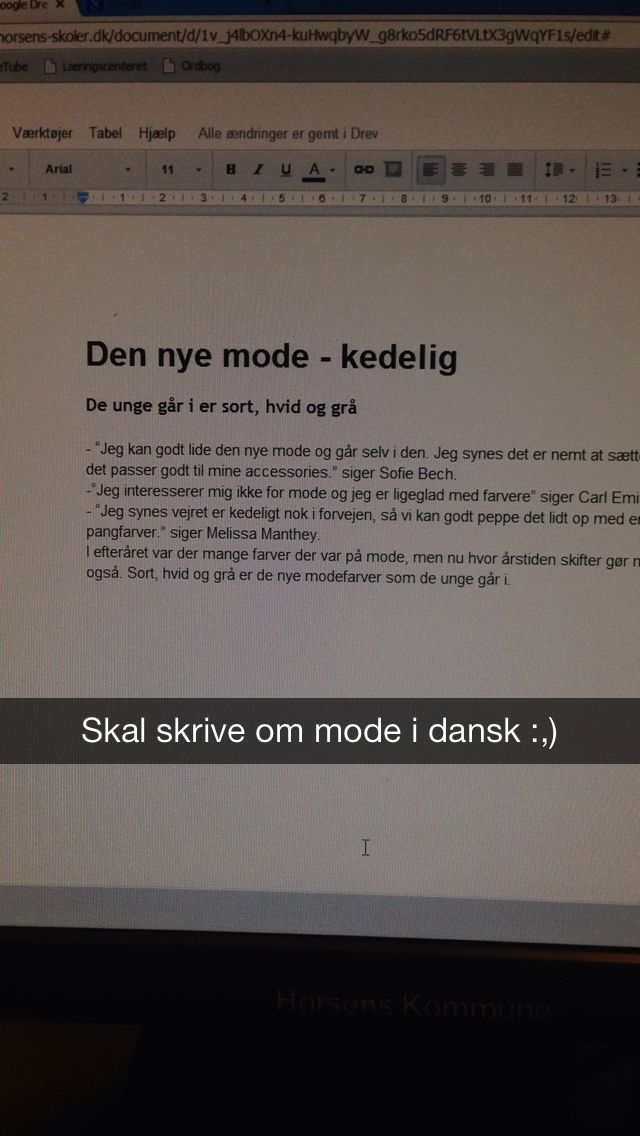 oogle Dre
Google
horsens-skoler.dk/document/d/1v_j4lbOXn4-kuHwqbyW_g8rko5dRF6tVLtX3gWqYF1s/edit#
eTube Læringscenteret Ordbog
Værktøjer Tabel Hjælp Alle ændringer er gemt i Drev
Arial 11 B I U A
2 1 1 2 3 4 5 6 7 8 9 10 11 12 13
Den nye mode - kedelig
De unge går i er sort, hvid og grå
- "Jeg kan godt lide den nye mode og går selv i den. Jeg synes det er nemt at sætt
det passer godt til mine accessories." siger Sofie Bech.
-"Jeg interesserer mig ikke for mode og jeg er ligeglad med farvere" siger Carl Emi
- "Jeg synes vejret er kedeligt nok i forvejen, så vi kan godt peppe det lidt op med e
pangfarver." siger Melissa Manthey.
I efteråret var der mange farver der var på mode, men nu hvor årstiden skifter gør
også. Sort, hvid og grå er de nye modefarver som de unge går i.
Skal skrive om mode i dansk :,)
Horsens Kommune